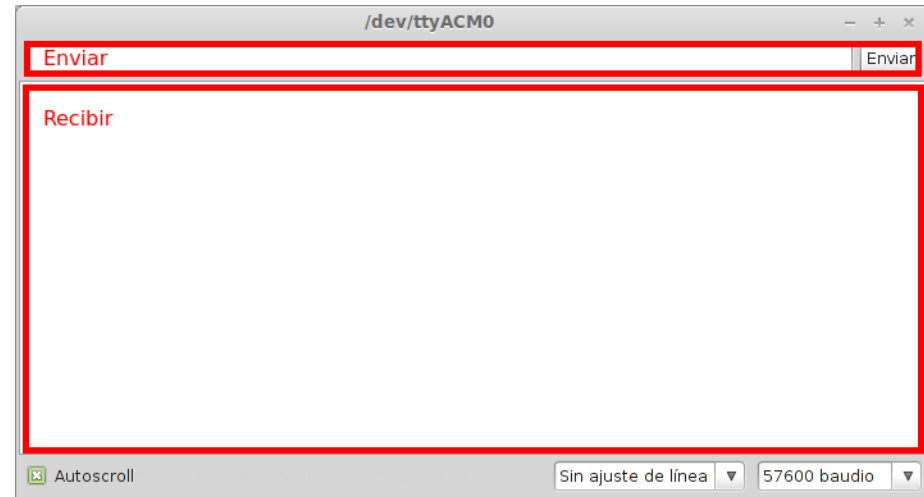 /dev/ttyACM0
Enviar Enviar
Recibir
Autoscroll Sin ajuste de línea 57600 baudio